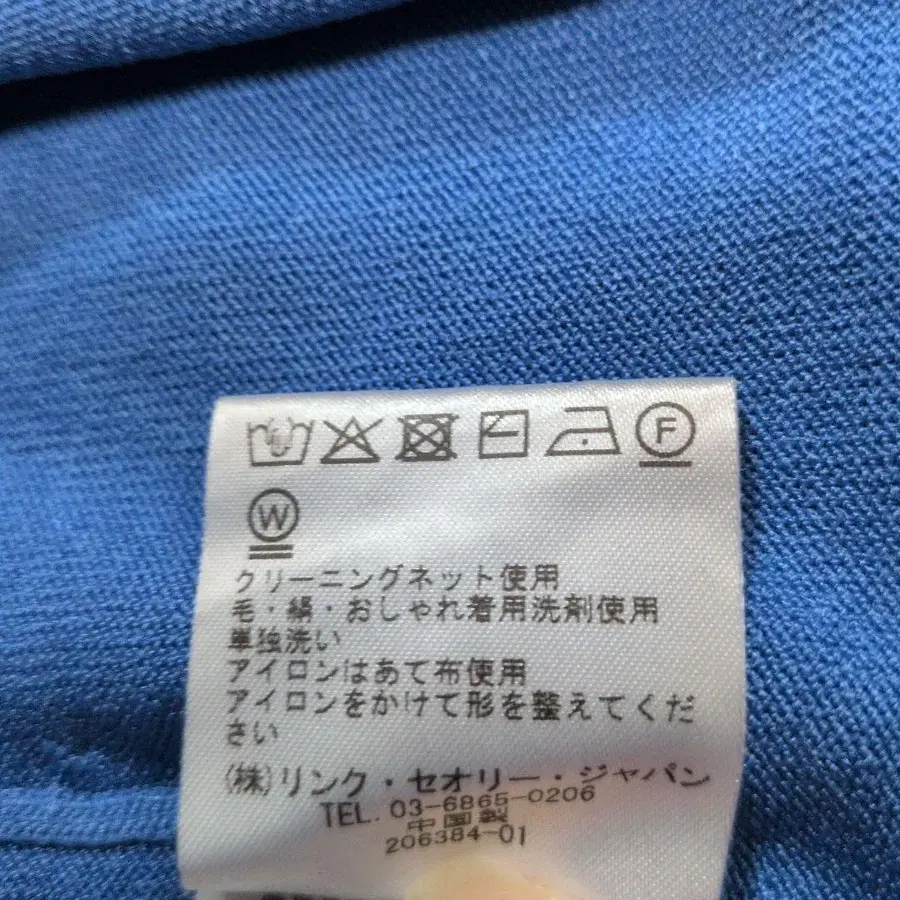 F
W
クリーニングネット使用
毛・絹・おしゃれ着用洗剤使用
単独洗い
アイロンはあて布使用
アイロンをかけて形を整えてくだ
さい
(株)リンク・セオリー・ジャパン
TEL. 03-6865-0206
中国製
206384-01